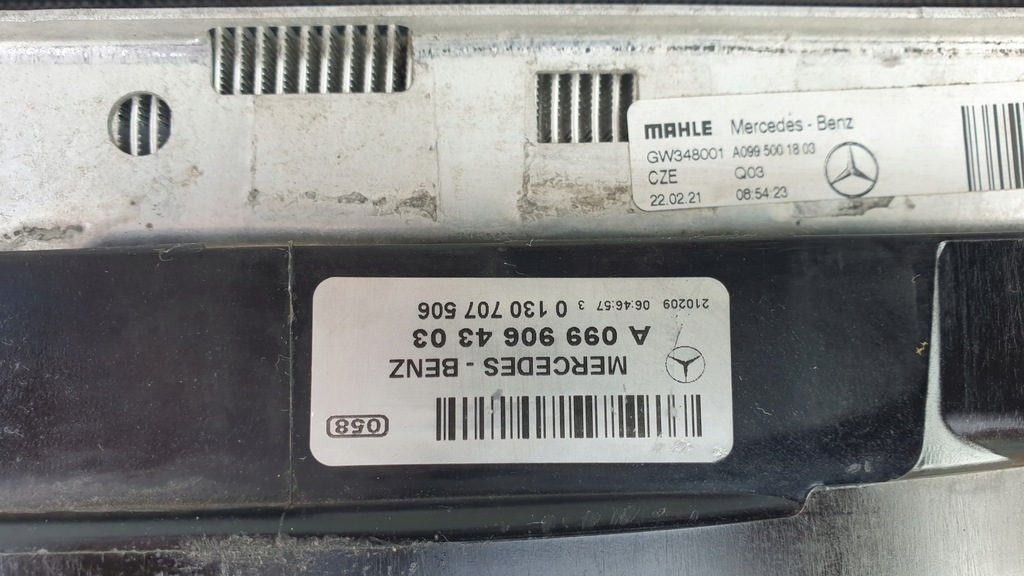 MAHLE Mercedes - Benz
GW348001 A099 500 18 03
CZE Q03
22.02.21 08:54:23
058
MERCEDES - BENZ
A 099 906 43 03
210209 06:46:57 3 0 130 707 506